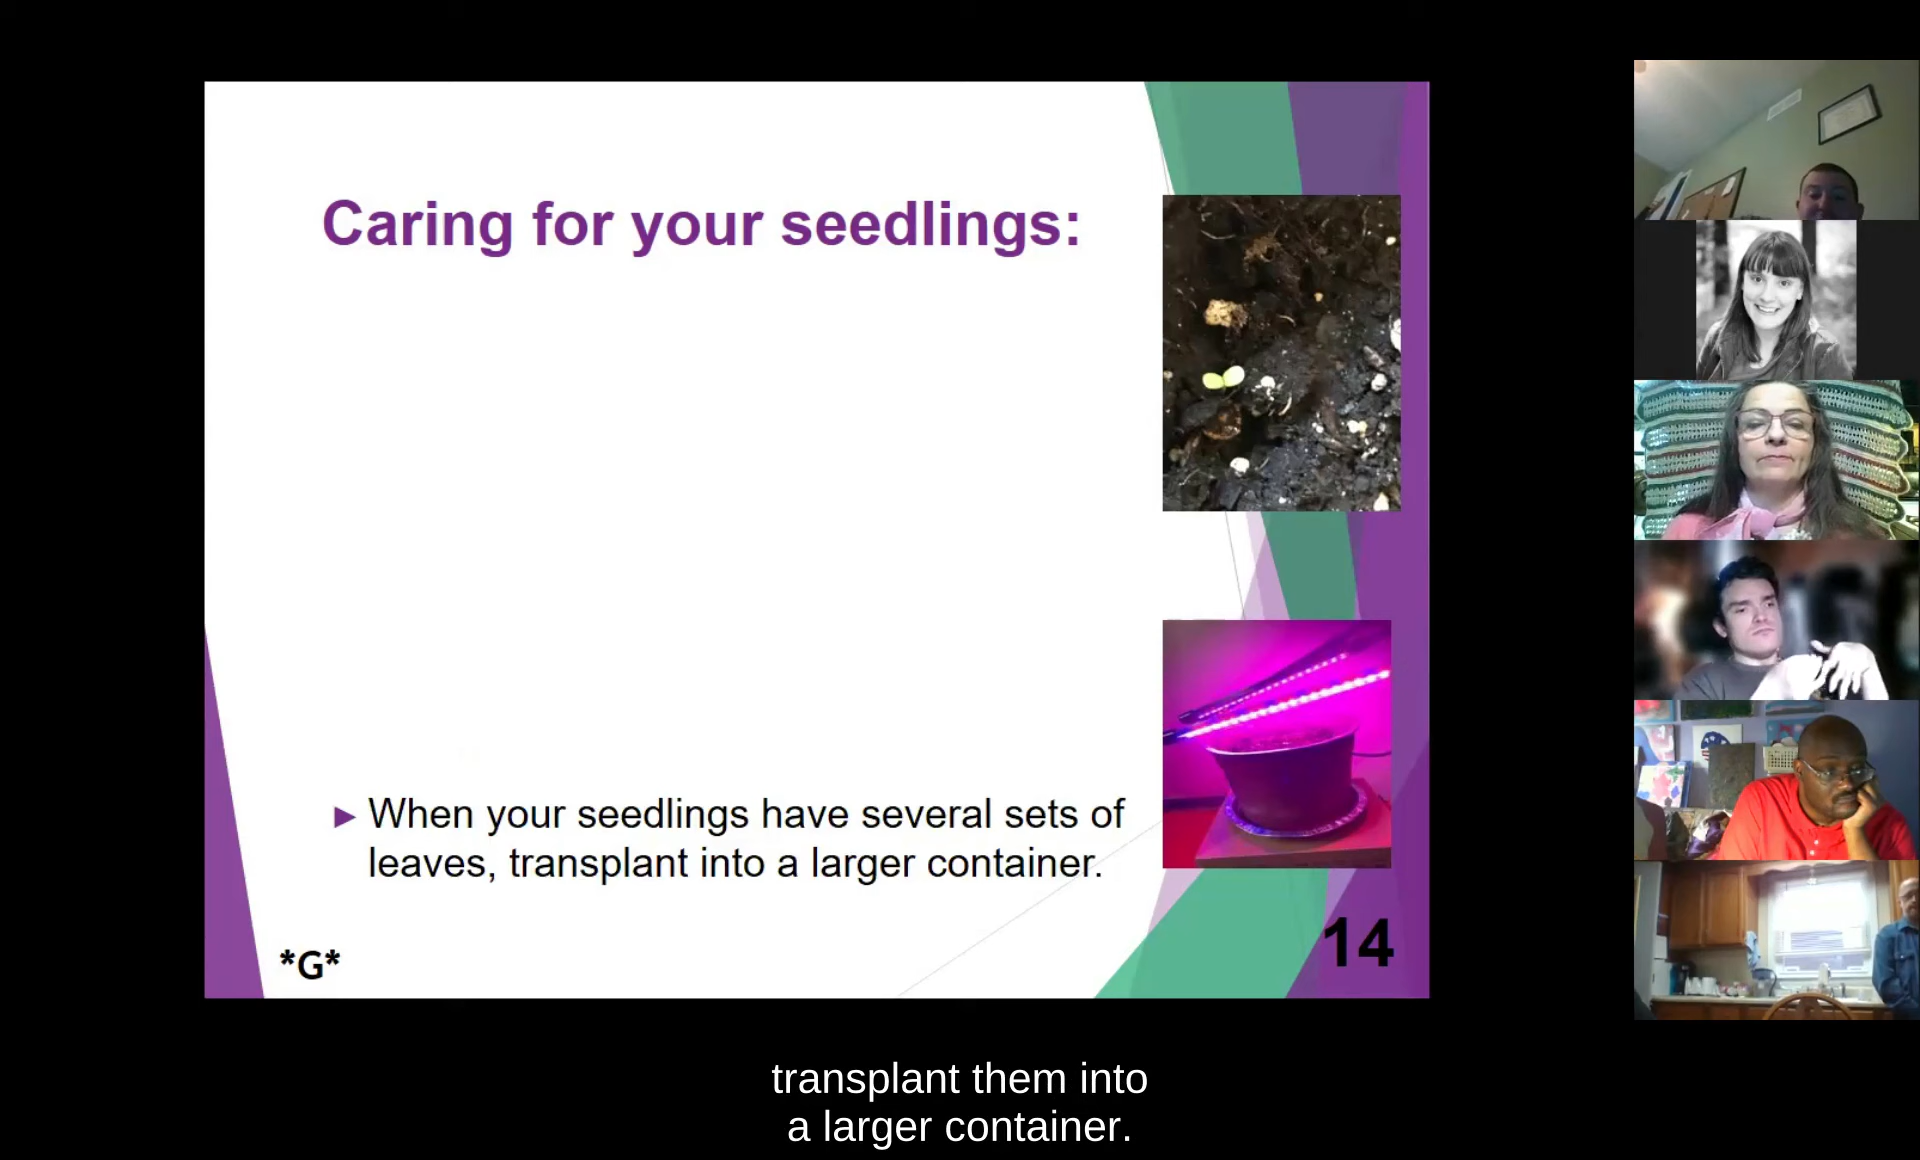 Caring for your seedlings:
► When your seedlings have several sets of
leaves, transplant into a larger container.
*G*
14
transplant them into
a larger container.